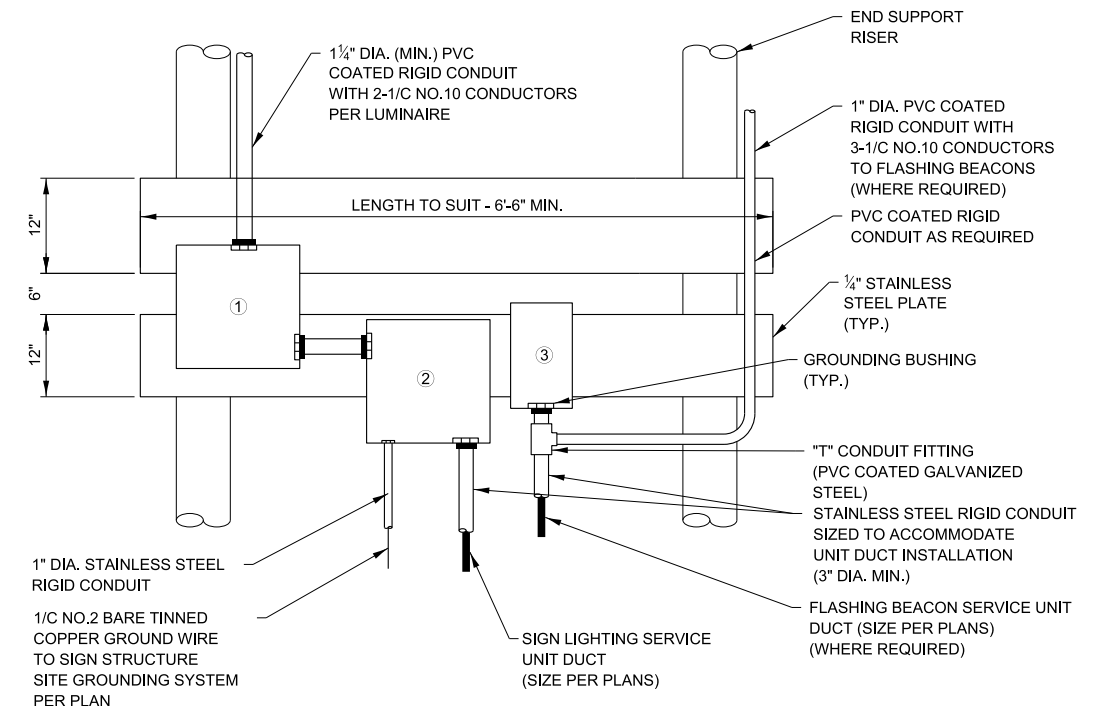 END SUPPORT
RISER
1¼" DIA. (MIN.) PVC
COATED RIGID CONDUIT
WITH 2-1/C NO.10 CONDUCTORS
PER LUMINAIRE
1" DIA. PVC COATED
RIGID CONDUIT WITH
3-1/C NO.10 CONDUCTORS
TO FLASHING BEACONS
(WHERE REQUIRED)
12"
LENGTH TO SUIT - 6'-6" MIN.
PVC COATED RIGID
CONDUIT AS REQUIRED
6"
①
¼" STAINLESS
STEEL PLATE
(TYP.)
12"
②
③
GROUNDING BUSHING
(TYP.)
"T" CONDUIT FITTING
(PVC COATED GALVANIZED
STEEL)
STAINLESS STEEL RIGID CONDUIT
SIZED TO ACCOMMODATE
UNIT DUCT INSTALLATION
(3" DIA. MIN.)
1" DIA. STAINLESS STEEL
RIGID CONDUIT
1/C NO.2 BARE TINNED
COPPER GROUND WIRE
TO SIGN STRUCTURE
SITE GROUNDING SYSTEM
PER PLAN
SIGN LIGHTING SERVICE
UNIT DUCT
(SIZE PER PLANS)
FLASHING BEACON SERVICE UNIT
DUCT (SIZE PER PLANS)
(WHERE REQUIRED)